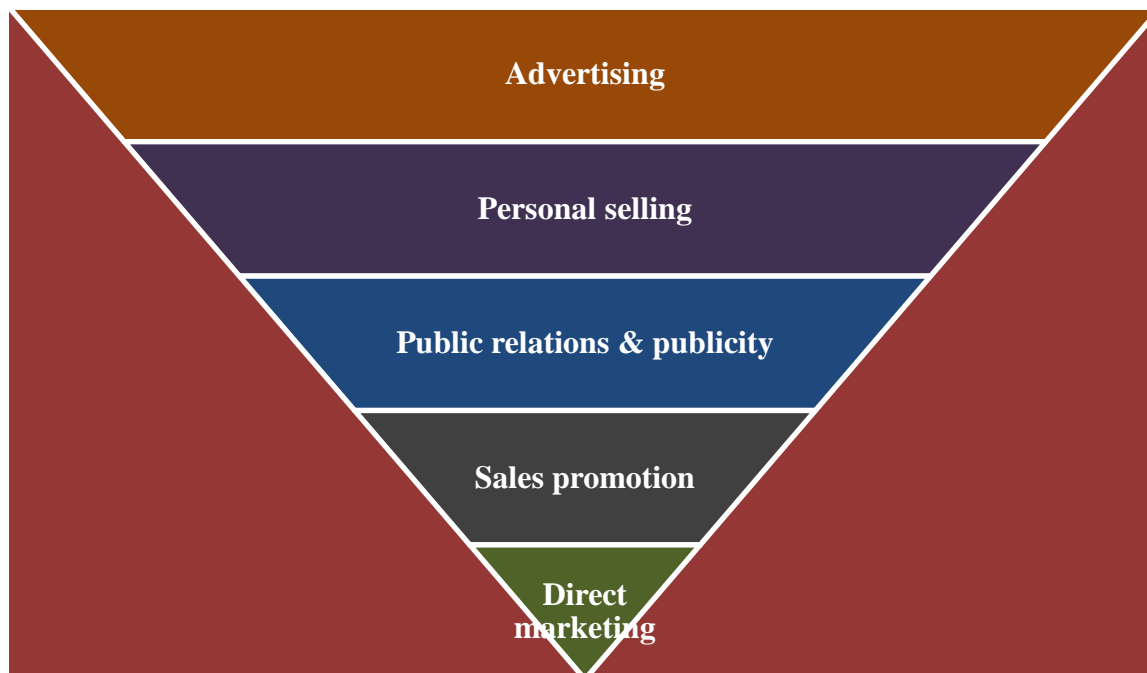 Advertising
Personal selling
Public relations & publicity
Sales promotion
Direct
marketing